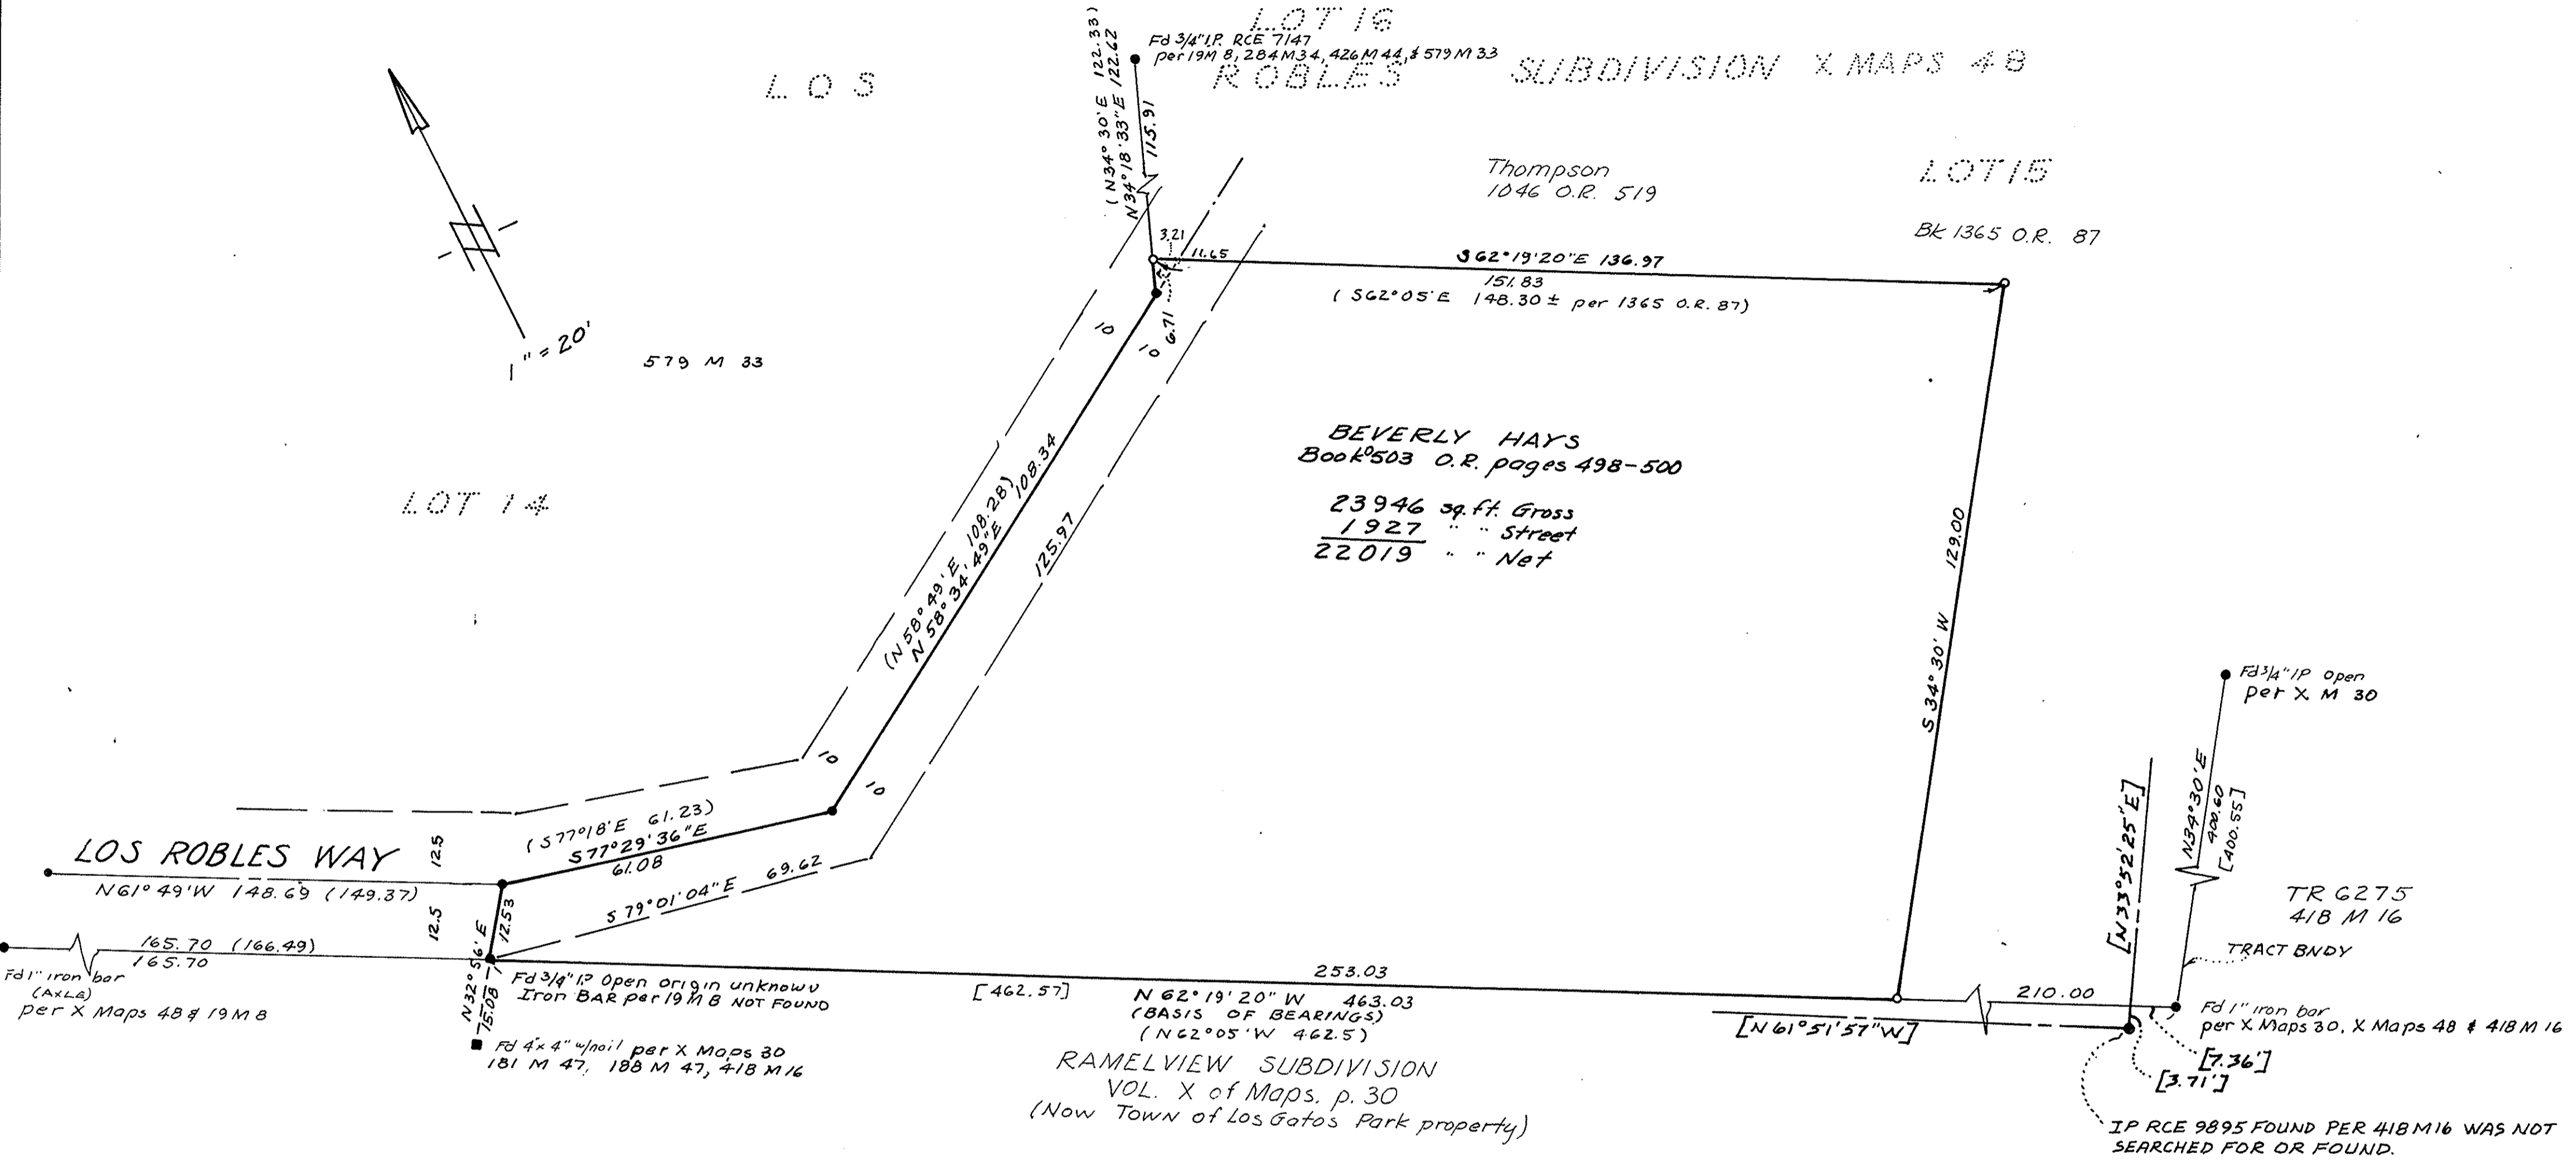 LOT 16
LOS ROBLES SUBDIVISION X MAPS 48
Fd 3/4" I.P. RCE 7147
per 19M 8, 284 M 34, 426 M 44, & 579 M 33
(N34° 30' E 122.33)
N34° 18' 33" E 122.62
115.91
Thompson
1046 O.R. 519
LOT 15
BK 1365 O.R. 87
1" = 20'
579 M 33
3.21
11.65
S62° 19' 20" E 136.97
151.83
(S62° 05' E 148.30 ± per 1365 O.R. 87)
6.71
10
10
BEVERLY HAYS
Book 503 O.R. pages 498-500
23946 sq.ft. Gross
1927 " " Street
22019 " " Net
LOT 14
(N 58° 49' E 108.28)
N 58° 34' 49" E 108.34
125.97
129.00
S 34° 30' W
10
10
Fd 3/4" IP Open
per X M 30
N34° 30' E
400.60
[400.55]
[N 33° 52' 25" E]
TR 6275
418 M 16
TRACT BNDY
(S 77° 18' E 61.23)
S 77° 29' 36" E
61.08
LOS ROBLES WAY
12.5
N 61° 49' W 148.69 (149.37)
12.5
12.53
S 79° 01' 04" E 69.62
165.70 (166.49)
165.70
Fd 1" iron bar
(AXLE)
per X Maps 48 & 19 M 8
N32° 56' E
15.08
Fd 3/4" I.P Open origin unknown
Iron BAR per 19 M 8 NOT FOUND
Fd 4"x 4" w/nail per X Maps 30
181 M 47, 188 M 47, 418 M 16
253.03
[462.57]
N 62° 19' 20" W 463.03
(BASIS OF BEARINGS)
(N 62° 05' W 462.5)
RAMELVIEW SUBDIVISION
VOL. X of Maps. p. 30
(Now Town of Los Gatos Park property)
210.00
[N 61° 51' 57" W]
Fd 1" iron bar
per X Maps 30, X Maps 48 & 418 M 16
[7.36']
[3.71']
IP RCE 9895 FOUND PER 418 M 16 WAS NOT
SEARCHED FOR OR FOUND.